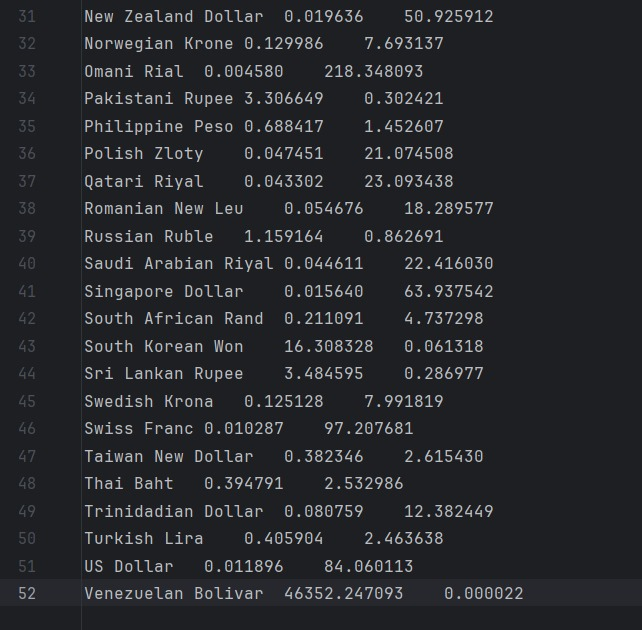 31 New Zealand Dollar 0.019636 50.925912
32 Norwegian Krone 0.129986 7.693137
33 Omani Rial 0.004580 218.348093
34 Pakistani Rupee 3.306649 0.302421
35 Philippine Peso 0.688417 1.452607
36 Polish Zloty 0.047451 21.074508
37 Qatari Riyal 0.043302 23.093438
38 Romanian New Leu 0.054676 18.289577
39 Russian Ruble 1.159164 0.862691
40 Saudi Arabian Riyal 0.044611 22.416030
41 Singapore Dollar 0.015640 63.937542
42 South African Rand 0.211091 4.737298
43 South Korean Won 16.308328 0.061318
44 Sri Lankan Rupee 3.484595 0.286977
45 Swedish Krona 0.125128 7.991819
46 Swiss Franc 0.010287 97.207681
47 Taiwan New Dollar 0.382346 2.615430
48 Thai Baht 0.394791 2.532986
49 Trinidadian Dollar 0.080759 12.382449
50 Turkish Lira 0.405904 2.463638
51 US Dollar 0.011896 84.060113
52 Venezuelan Bolivar 46352.247093 0.000022